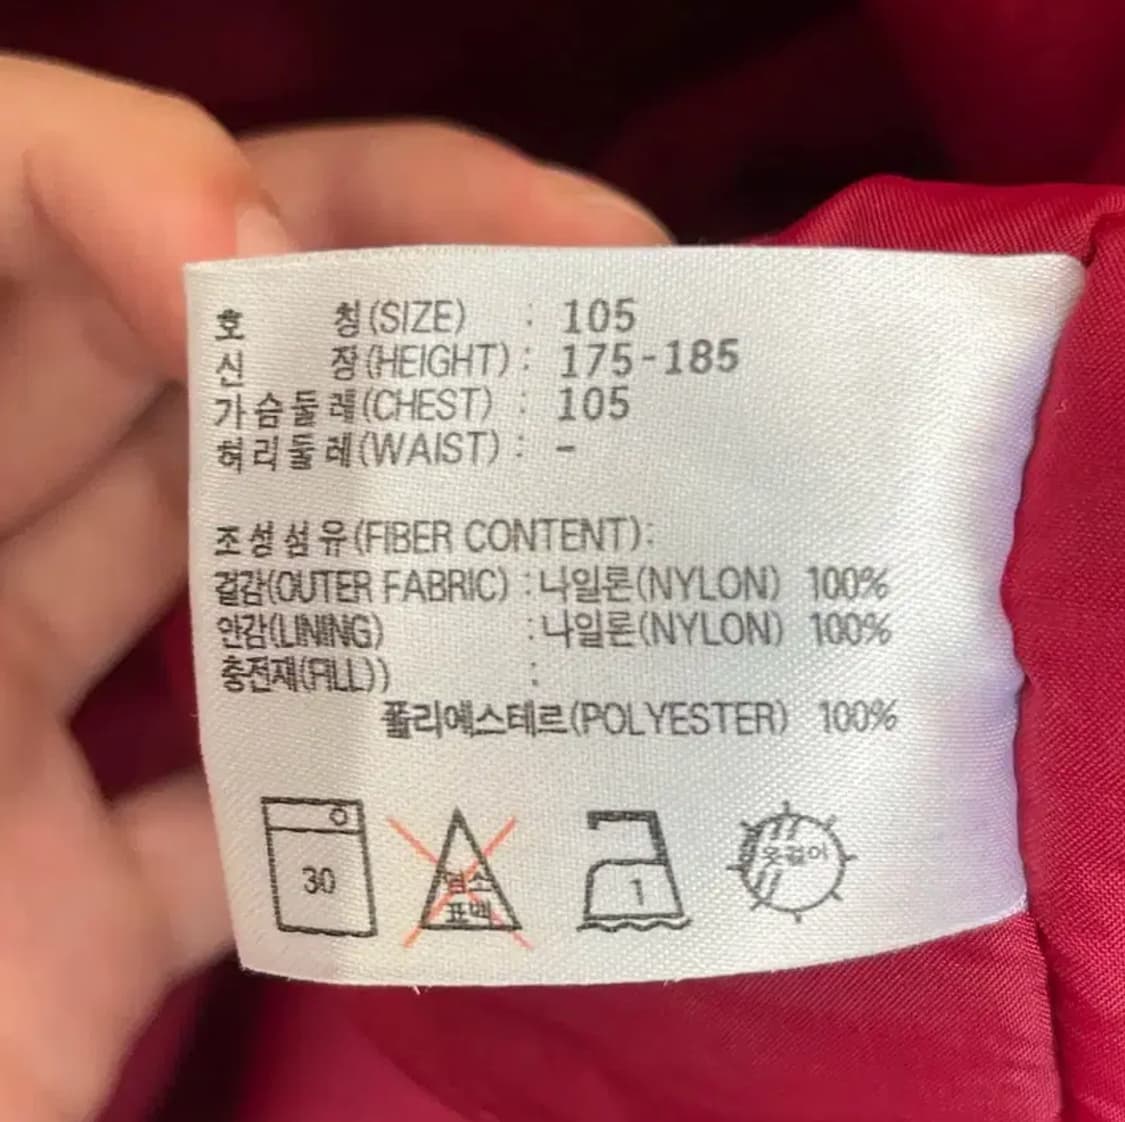 호 칭(SIZE) : 105
신 장(HEIGHT) : 175-185
가슴둘레(CHEST) : 105
허리둘레(WAIST) : -
조성섬유(FIBER CONTENT):
겉감(OUTER FABRIC) : 나일론(NYLON) 100%
안감(LINING) : 나일론(NYLON) 100%
충전재(FILL)) :
폴리에스테르(POLYESTER) 100%
30
염소
표백
1
옷걸이